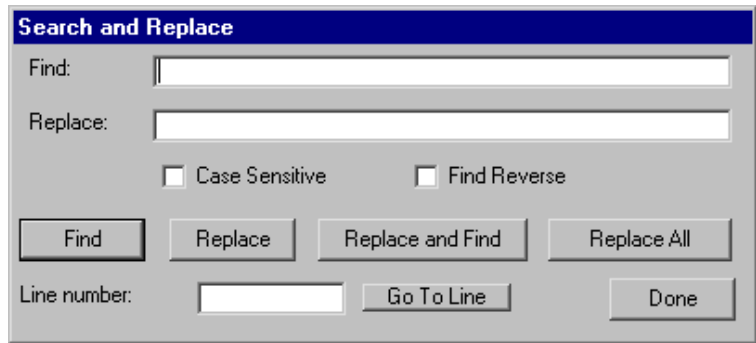 Search and Replace
Find:
Replace:
Case Sensitive Find Reverse
Find Replace Replace and Find Replace All
Line number: Go To Line Done